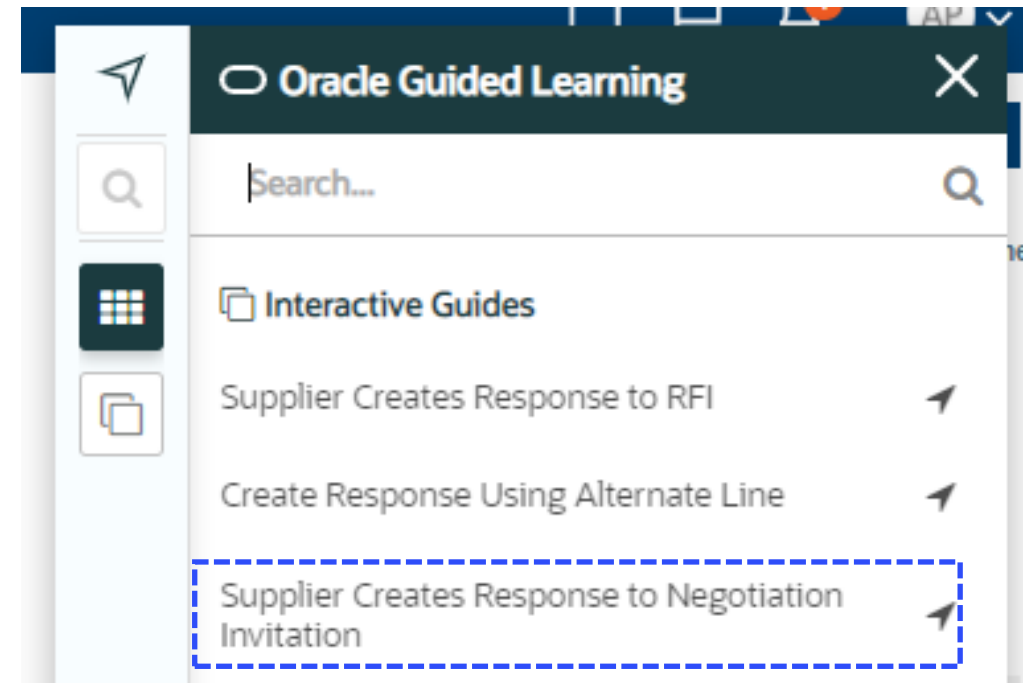 AP
Oracle Guided Learning
Search...
Interactive Guides
Supplier Creates Response to RFI
Create Response Using Alternate Line
Supplier Creates Response to Negotiation
Invitation